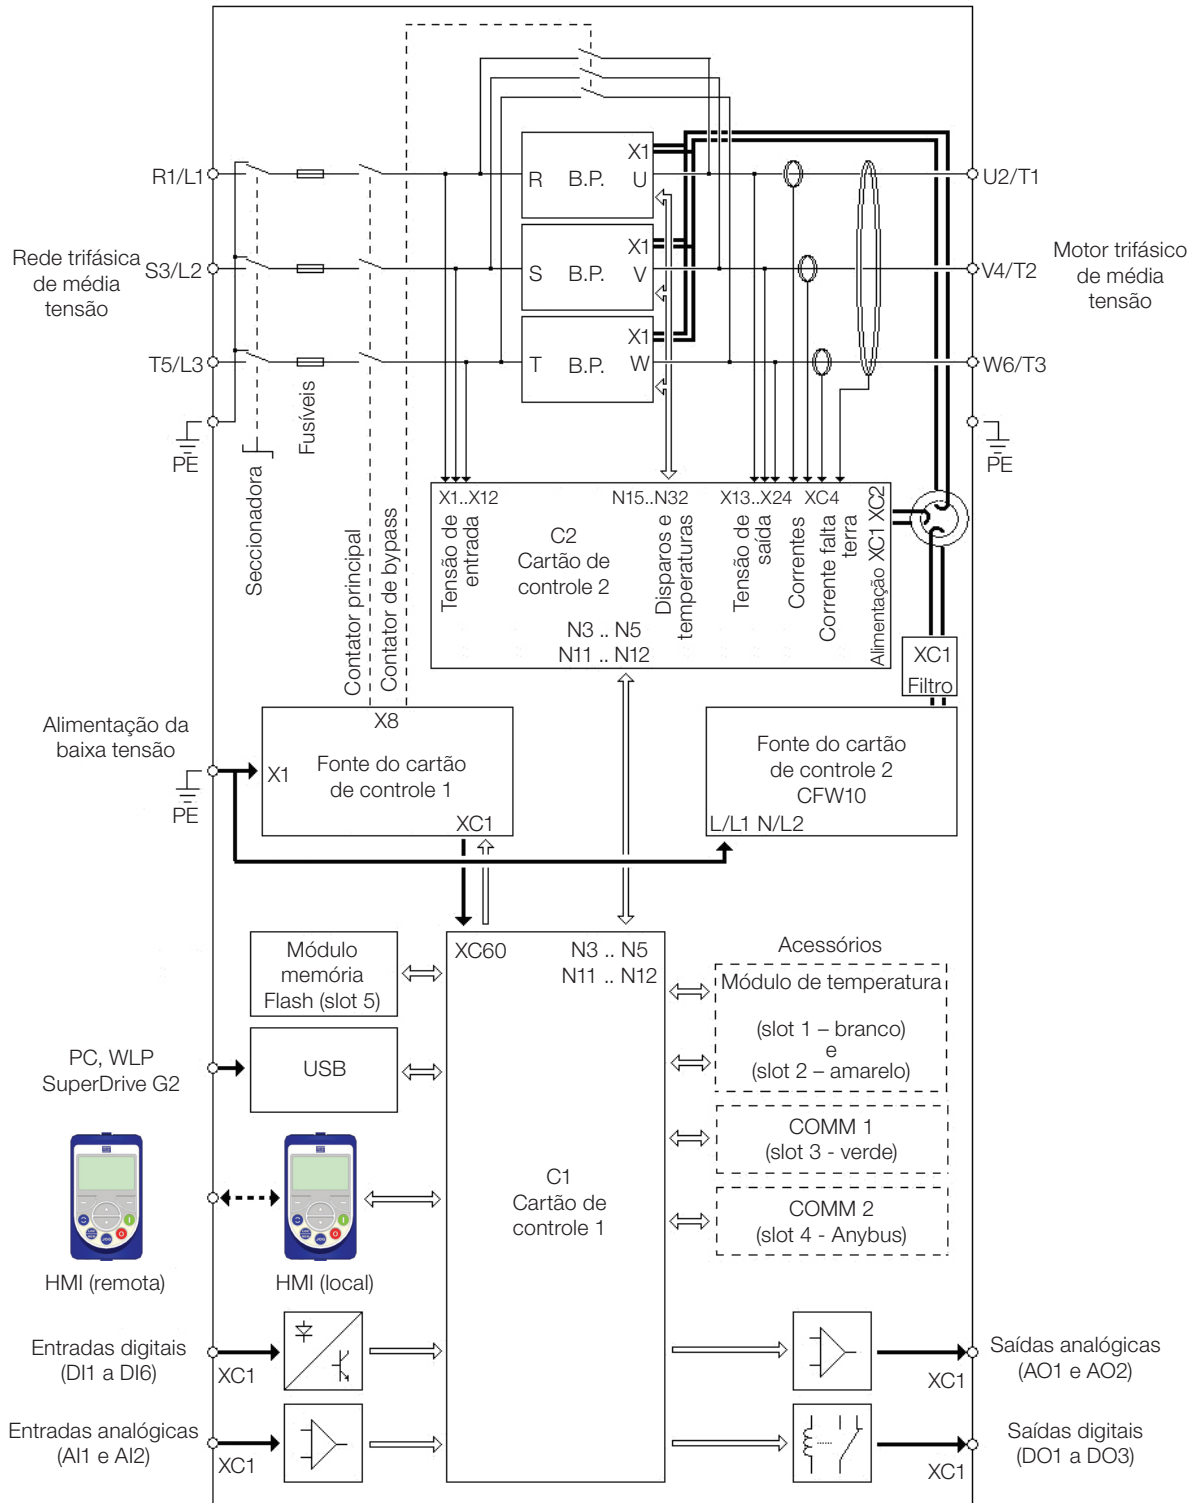 X1
R1/L1
R
B.P.
U
U2/T1
X1
Rede trifásica
de média
tensão
S3/L2
S
B.P.
V
V4/T2
Motor trifásico
de média
tensão
X1
T5/L3
T
B.P.
W
W6/T3
Fusíveis
PE
PE
Seccionadora
Contator principal
Contator de bypass
X1..X12
N15..N32
X13...X24
XC4
Tensão de
entrada
C2
Cartão de
controle 2
Disparos e
temperaturas
Tensão de
saída
Correntes
Corrente falta
terra
Alimentação XC1 XC2
N3 .. N5
N11 .. N12
XC1
Filtro
Alimentação da
baixa tensão
PE
X8
X1
Fonte do cartão
de controle 1
XC1
Fonte do cartão
de controle 2
CFW10
L/L1 N/L2
Módulo
memória
Flash (slot 5)
XC60
N3 .. N5
N11 .. N12
Acessórios
Módulo de temperatura
(slot 1 – branco)
e
(slot 2 – amarelo)
PC, WLP
SuperDrive G2
USB
COMM 1
(slot 3 - verde)
C1
Cartão de
controle 1
COMM 2
(slot 4 - Anybus)
HMI (remota)
HMI (local)
Entradas digitais
(DI1 a DI6)
XC1
Saídas analógicas
(AO1 e AO2)
XC1
Entradas analógicas
(AI1 e AI2)
XC1
Saídas digitais
(DO1 a DO3)
XC1